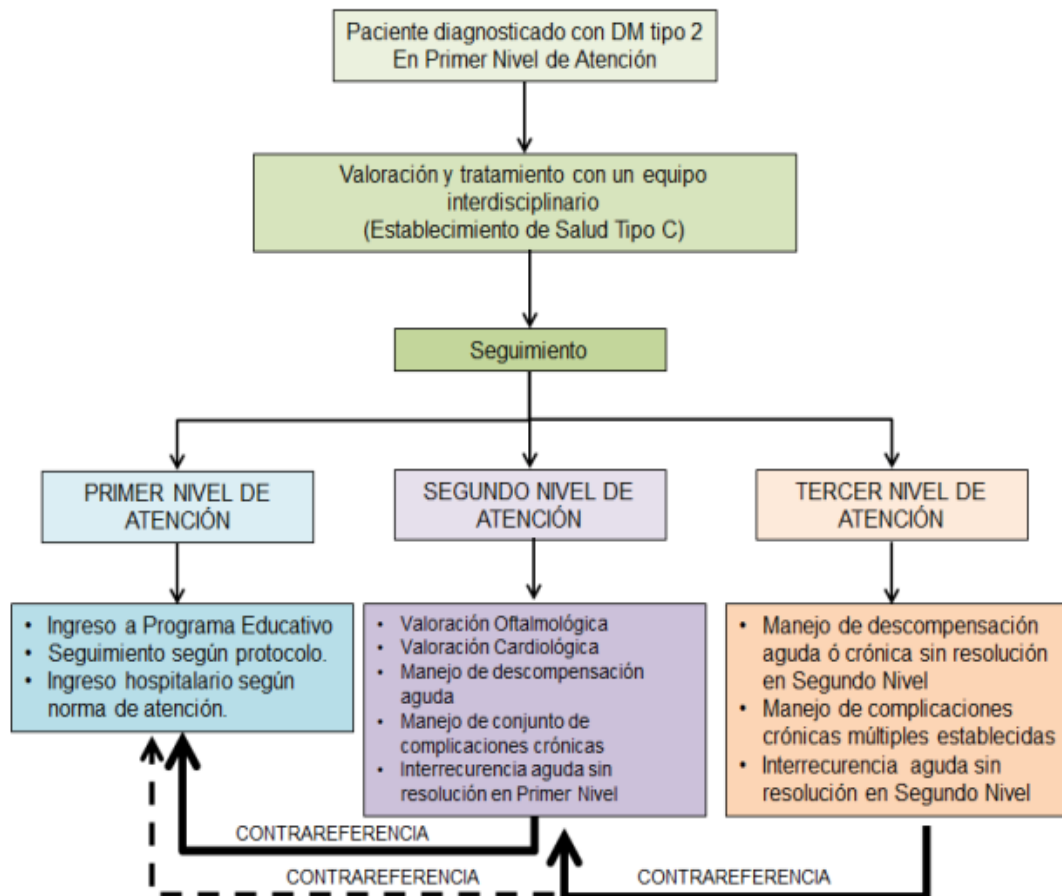 Paciente diagnosticado con DM tipo 2
En Primer Nivel de Atención
Valoración y tratamiento con un equipo
interdisciplinario
(Establecimiento de Salud Tipo C)
Seguimiento
PRIMER NIVEL DE
ATENCIÓN
SEGUNDO NIVEL DE
ATENCIÓN
TERCER NIVEL DE
ATENCIÓN
• Ingreso a Programa Educativo
• Seguimiento según protocolo.
• Ingreso hospitalario según
norma de atención.
• Valoración Oftalmológica
• Valoración Cardiológica
• Manejo de descompensación
aguda
• Manejo de conjunto de
complicaciones crónicas
• Interrecurencia aguda sin
resolución en Primer Nivel
• Manejo de descompensación
aguda ó crónica sin resolución
en Segundo Nivel
• Manejo de complicaciones
crónicas múltiples establecidas
• Interrecurencia aguda sin
resolución en Segundo Nivel
CONTRAREFERENCIA
CONTRAREFERENCIA
CONTRAREFERENCIA